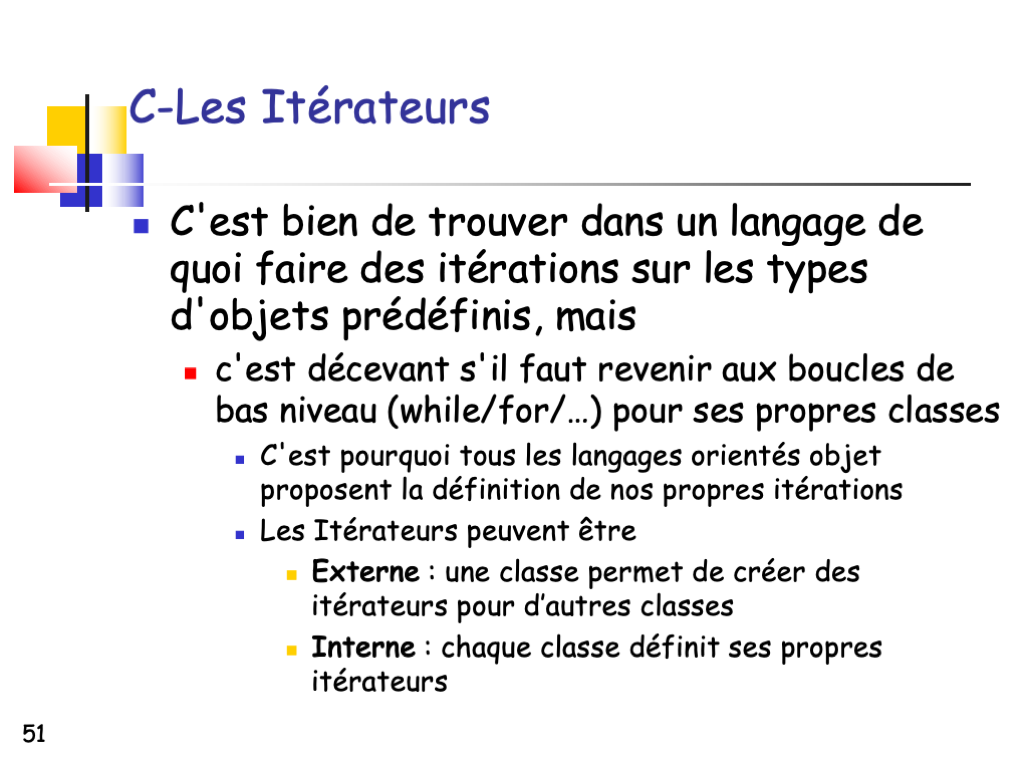 C-Les Itérateurs
C'est bien de trouver dans un langage de
quoi faire des itérations sur les types
d'objets prédéfinis, mais
c'est décevant s'il faut revenir aux boucles de
bas niveau (while/for/…) pour ses propres classes
C'est pourquoi tous les langages orientés objet
proposent la définition de nos propres itérations
Les Itérateurs peuvent être
Externe : une classe permet de créer des
itérateurs pour d’autres classes
Interne : chaque classe définit ses propres
itérateurs
51